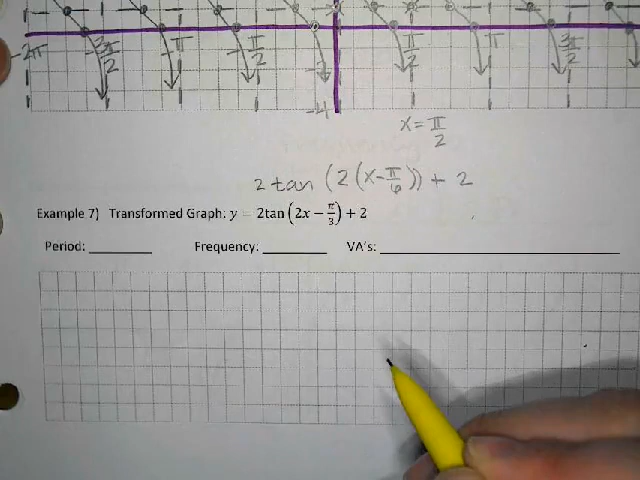 -2π 3π/2 -π π/2 π/2 π 3π/2
-4
x = π/2
2 tan (2(x-π/6)) + 2
Example 7) Transformed Graph: y = 2tan(2x − π/3) + 2
Period: ________ Frequency: ________ VA's: ________________________